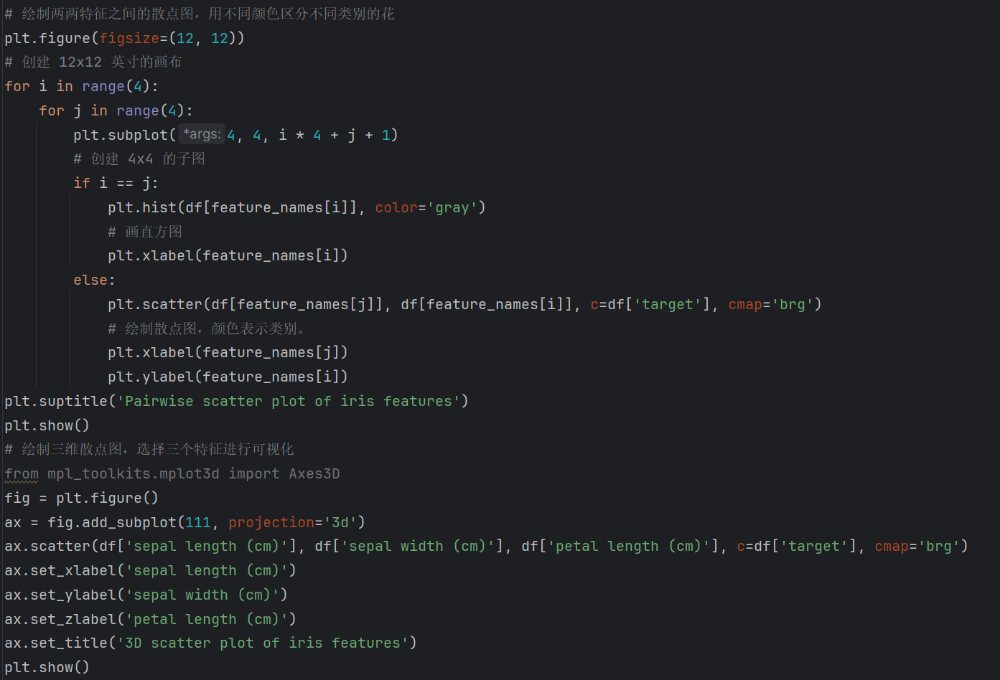 # 绘制两两特征之间的散点图，用不同颜色区分不同类别的花
plt.figure(figsize=(12, 12))
# 创建 12x12 英寸的画布
for i in range(4):
    for j in range(4):
        plt.subplot(*args: 4, 4, i * 4 + j + 1)
        # 创建 4x4 的子图
        if i == j:
            plt.hist(df[feature_names[i]], color='gray')
            # 画直方图
            plt.xlabel(feature_names[i])
        else:
            plt.scatter(df[feature_names[j]], df[feature_names[i]], c=df['target'], cmap='brg')
            # 绘制散点图，颜色表示类别。
            plt.xlabel(feature_names[j])
            plt.ylabel(feature_names[i])
plt.suptitle('Pairwise scatter plot of iris features')
plt.show()
# 绘制三维散点图，选择三个特征进行可视化
from mpl_toolkits.mplot3d import Axes3D
fig = plt.figure()
ax = fig.add_subplot(111, projection='3d')
ax.scatter(df['sepal length (cm)'], df['sepal width (cm)'], df['petal length (cm)'], c=df['target'], cmap='brg')
ax.set_xlabel('sepal length (cm)')
ax.set_ylabel('sepal width (cm)')
ax.set_zlabel('petal length (cm)')
ax.set_title('3D scatter plot of iris features')
plt.show()